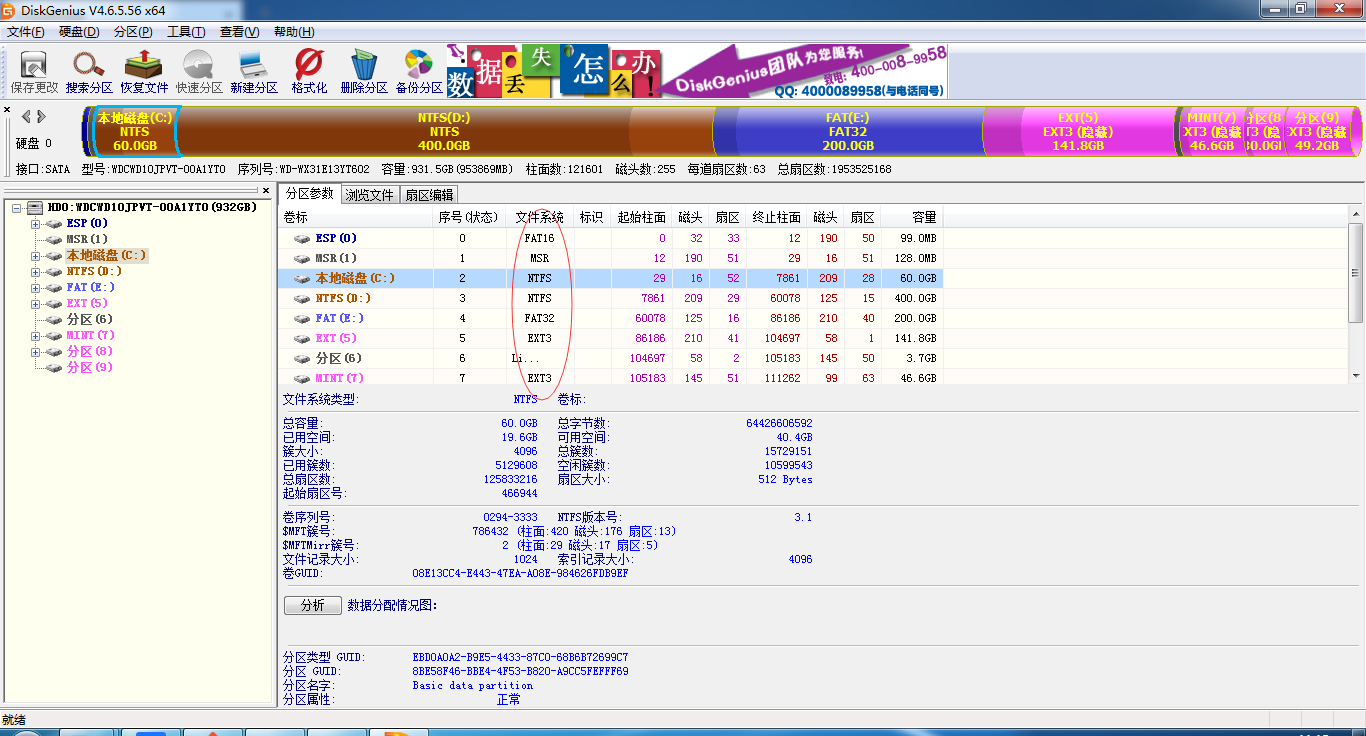 DiskGenius V4.6.5.56 x64
文件(F) 硬盘(D) 分区(P) 工具(T) 查看(V) 帮助(H)
保存更改 搜索分区 恢复文件 快速分区 新建分区 格式化 删除分区 备份分区
数据丢失怎么办!
DiskGenius团队为您服务!
致电: 400-008-9958
QQ: 4000089958(与电话同号)
本地磁盘(C:) NTFS(D:) FAT(E:) EXT(5) MINT(7) 分区(8 分区(9)
NTFS NTFS FAT32 EXT3 (隐藏) XT3 (隐藏 T3 (隐 XT3 (隐藏
60.0GB 400.0GB 200.0GB 141.8GB 46.6GB 30.0GI 49.2GB
硬盘 0
接口:SATA 型号:WDCWD10JPVT-00A1YT0 序列号:WD-WX31E13YT602 容量:931.5GB(953869MB) 柱面数:121601 磁头数:255 每道扇区数:63 总扇区数:1953525168
HD0:WDCWD10JPVT-00A1YT0(932GB)
ESP(0)
MSR(1)
本地磁盘(C:)
NTFS(D:)
FAT(E:)
EXT(5)
分区(6)
MINT(7)
分区(8)
分区(9)
分区参数 浏览文件 扇区编辑
卷标 序号(状态) 文件系统 标识 起始柱面 磁头 扇区 终止柱面 磁头 扇区 容量
ESP(0) 0 FAT16 0 32 33 12 190 50 99.0MB
MSR(1) 1 MSR 12 190 51 29 16 51 128.0MB
本地磁盘(C:) 2 NTFS 29 16 52 7861 209 28 60.0GB
NTFS(D:) 3 NTFS 7861 209 29 60078 125 15 400.0GB
FAT(E:) 4 FAT32 60078 125 16 86186 210 40 200.0GB
EXT(5) 5 EXT3 86186 210 41 104697 58 1 141.8GB
分区(6) 6 Li... 104697 58 2 105183 145 50 3.7GB
MINT(7) 7 EXT3 105183 145 51 111262 99 63 46.6GB
文件系统类型: NTFS 卷标:
总容量: 60.0GB 总字节数: 64426606592
已用空间: 19.6GB 可用空间: 40.4GB
簇大小: 4096 总簇数: 15729151
已用簇数: 5129608 空闲簇数: 10599543
总扇区数: 125833216 扇区大小: 512 Bytes
起始扇区号: 466944
卷序列号: 0294-3333 NTFS版本号: 3.1
$MFT簇号: 786432 (柱面:420 磁头:176 扇区:13)
$MFTMirr簇号: 2 (柱面:29 磁头:17 扇区:5)
文件记录大小: 1024 索引记录大小: 4096
卷GUID: 08E13CC4-E443-47EA-A08E-984626FDB9EF
分析 数据分配情况图:
分区类型 GUID: EBD0A0A2-B9E5-4433-87C0-68B6B72699C7
分区 GUID: 8BE58F46-BBE4-4F53-B820-A9CC5FEFFF69
分区名字: Basic data partition
分区属性: 正常
就绪